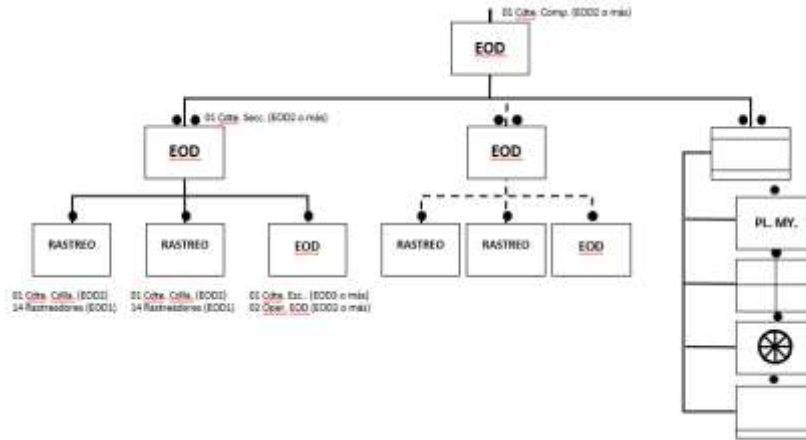 01 Cdte. Comp. (EOD2 o más)
EOD
01 Cdte. Secc. (EOD2 o más)
EOD
EOD
RASTREO
RASTREO
EOD
RASTREO
RASTREO
EOD
PL. MY.
01 Cdte. Cdlla. (EOD2)
14 Rastreadores (EOD1)
01 Cdte. Cdlla. (EOD2)
14 Rastreadores (EOD1)
01 Cdte. Esc.. (EOD3 o más)
02 Oper. EOD (EOD2 o más)